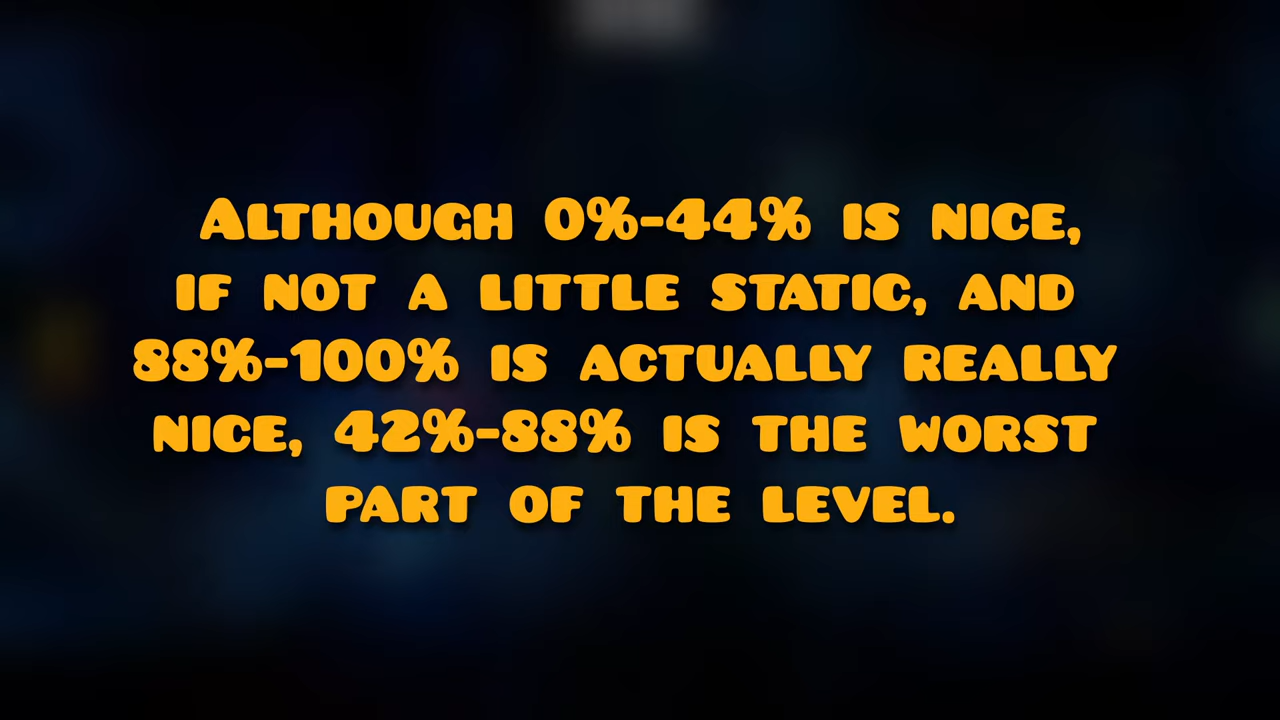 Although 0%-44% is nice,
if not a little static, and
88%-100% is actually really
nice, 42%-88% is the worst
part of the level.